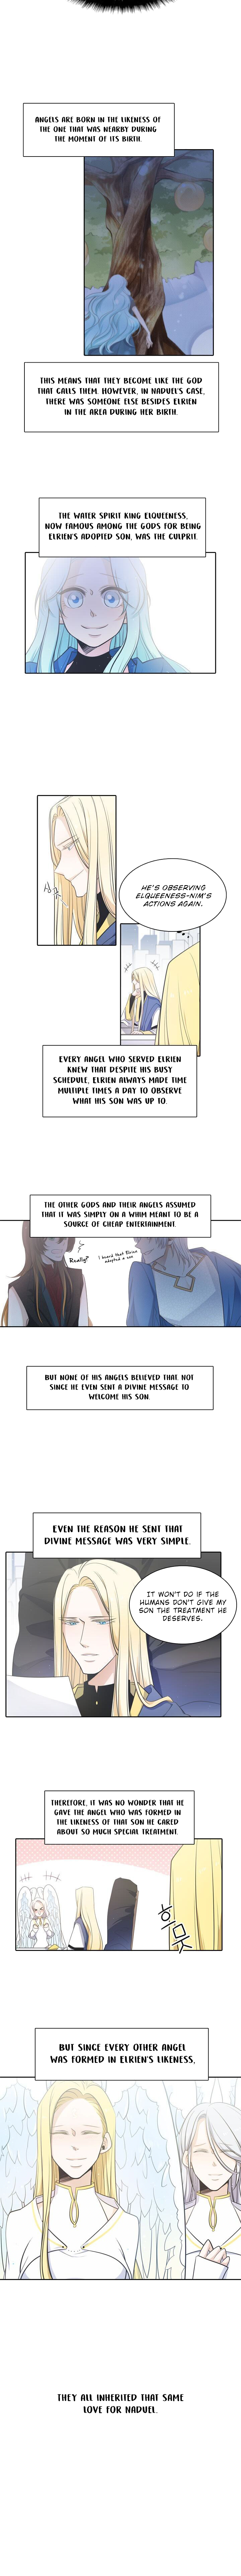 ANGELS ARE BORN IN THE LIKENESS OF
THE ONE THAT WAS NEARBY DURING
THE MOMENT OF ITS BIRTH.
THIS MEANS THAT THEY BECOME LIKE THE GOD
THAT CALLS THEM. HOWEVER, IN NADUEL'S CASE,
THERE WAS SOMEONE ELSE BESIDES ELRIEN
IN THE AREA DURING HER BIRTH.
THE WATER SPIRIT KING ELQUEENESS,
NOW FAMOUS AMONG THE GODS FOR BEING
ELRIEN'S ADOPTED SON, WAS THE CULPRIT.
HE'S OBSERVING
ELQUEENESS-NIM'S
ACTIONS AGAIN.
EVERY ANGEL WHO SERVED ELRIEN
KNEW THAT DESPITE HIS BUSY
SCHEDULE, ELRIEN ALWAYS MADE TIME
MULTIPLE TIMES A DAY TO OBSERVE
WHAT HIS SON WAS UP TO.
THE OTHER GODS AND THEIR ANGELS ASSUMED
THAT IT WAS SIMPLY ON A WHIM MEANT TO BE A
SOURCE OF CHEAP ENTERTAINMENT.
Really?
I heard that Elrien
adopted a son
BUT NONE OF HIS ANGELS BELIEVED THAT. NOT
SINCE HE EVEN SENT A DIVINE MESSAGE TO
WELCOME HIS SON.
EVEN THE REASON HE SENT THAT
DIVINE MESSAGE WAS VERY SIMPLE.
IT WON'T DO IF THE
HUMANS DON'T GIVE MY
SON THE TREATMENT HE
DESERVES.
THEREFORE, IT WAS NO WONDER THAT HE
GAVE THE ANGEL WHO WAS FORMED IN
THE LIKENESS OF THAT SON HE CARED
ABOUT SO MUCH SPECIAL TREATMENT.
흐뭇
BUT SINCE EVERY OTHER ANGEL
WAS FORMED IN ELRIEN'S LIKENESS,
THEY ALL INHERITED THAT SAME
LOVE FOR NADUEL.